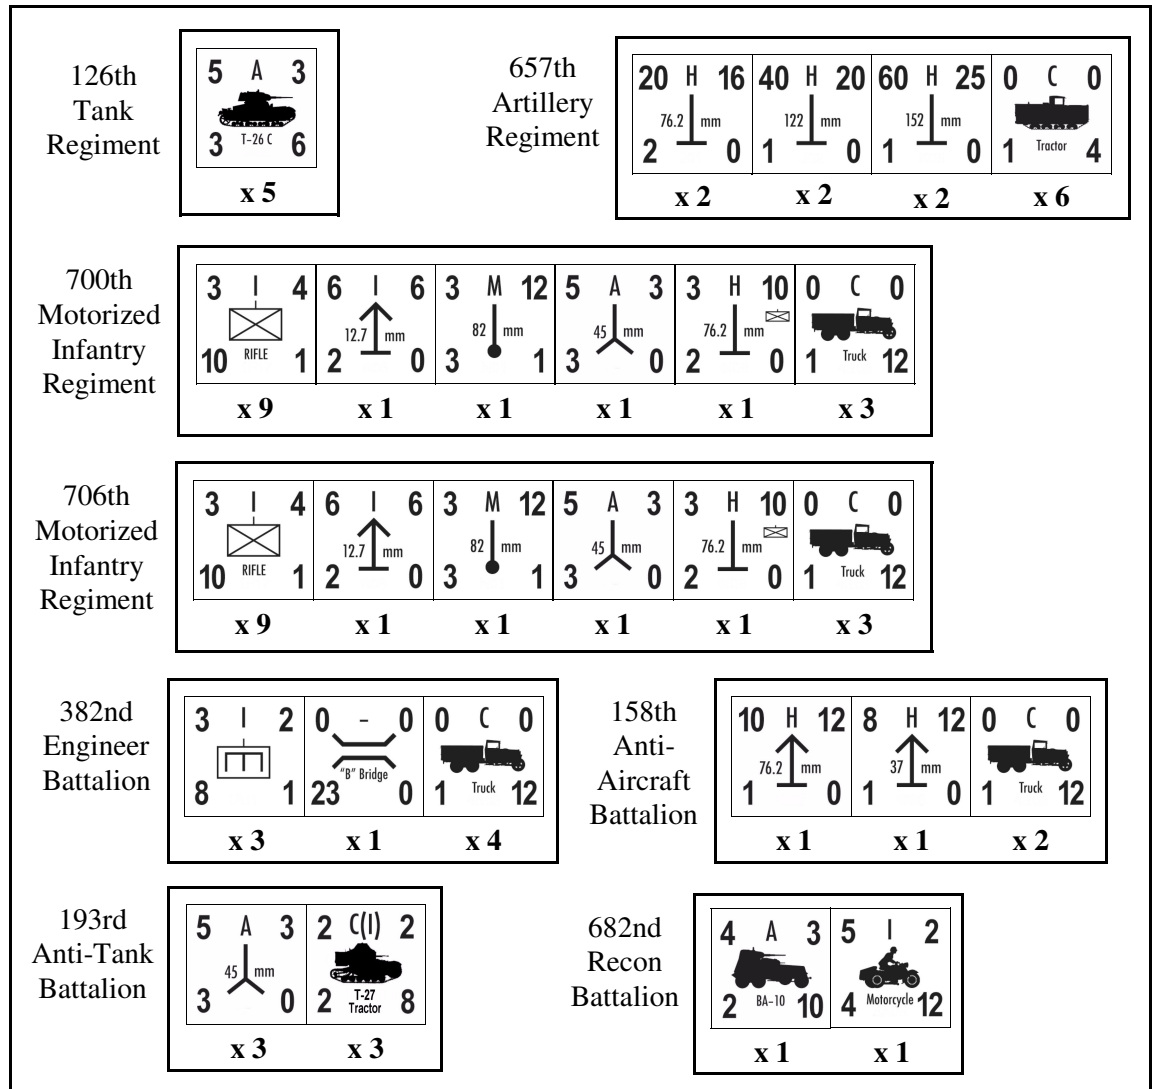 126th
Tank
Regiment
5 A 3
T-26 C
3 6
x 5
657th
Artillery
Regiment
20 H 16 40 H 20 60 H 25 0 C 0
76.2 mm 122 mm 152 mm Tractor
2 0 1 0 1 0 1 4
x 2 x 2 x 2 x 6
700th
Motorized
Infantry
Regiment
3 I 4 6 I 6 3 M 12 5 A 3 3 H 10 0 C 0
RIFLE 12.7 mm 82 mm 45 mm 76.2 mm Truck
10 1 2 0 3 1 3 0 2 0 1 12
x 9 x 1 x 1 x 1 x 1 x 3
706th
Motorized
Infantry
Regiment
3 I 4 6 I 6 3 M 12 5 A 3 3 H 10 0 C 0
RIFLE 12.7 mm 82 mm 45 mm 76.2 mm Truck
10 1 2 0 3 1 3 0 2 0 1 12
x 9 x 1 x 1 x 1 x 1 x 3
382nd
Engineer
Battalion
3 I 2 0 - 0 0 C 0
"B" Bridge Truck
8 1 23 0 1 12
x 3 x 1 x 4
158th
Anti-
Aircraft
Battalion
10 H 12 8 H 12 0 C 0
76.2 mm 37 mm Truck
1 0 1 0 1 12
x 1 x 1 x 2
193rd
Anti-Tank
Battalion
5 A 3 2 C(I) 2
45 mm T-27
Tractor
3 0 2 8
x 3 x 3
682nd
Recon
Battalion
4 A 3 5 I 2
BA-10 Motorcycle
2 10 4 12
x 1 x 1